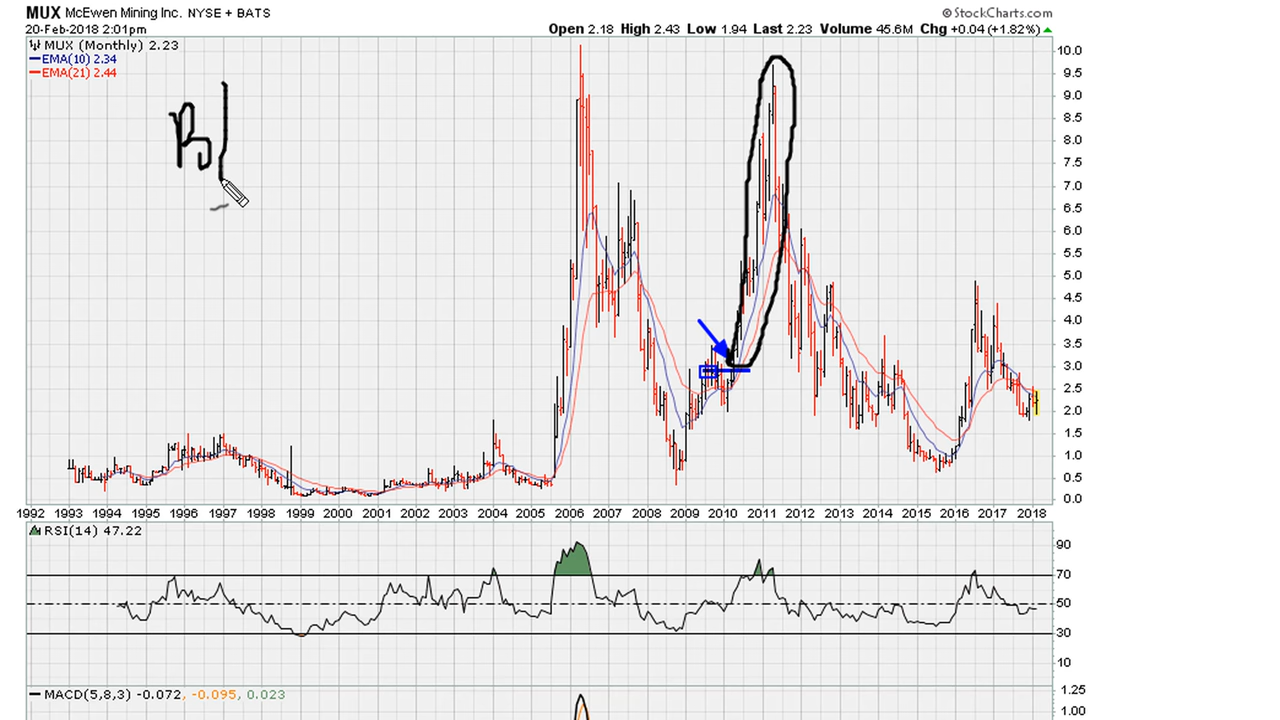 MUX McEwen Mining Inc. NYSE + BATS
© StockCharts.com
20-Feb-2018 2:01pm
Open 2.18 High 2.43 Low 1.94 Last 2.23 Volume 45.6M Chg +0.04 (+1.82%)
MUX (Monthly) 2.23
EMA(10) 2.34
EMA(21) 2.44
10.0
9.5
9.0
8.5
8.0
7.5
7.0
6.5
6.0
5.5
5.0
4.5
4.0
3.5
3.0
2.5
2.0
1.5
1.0
0.5
0.0
1992 1993 1994 1995 1996 1997 1998 1999 2000 2001 2002 2003 2004 2005 2006 2007 2008 2009 2010 2011 2012 2013 2014 2015 2016 2017 2018
RSI(14) 47.22
90
70
50
30
10
MACD(5,8,3) -0.072, -0.095, 0.023
1.25
1.00